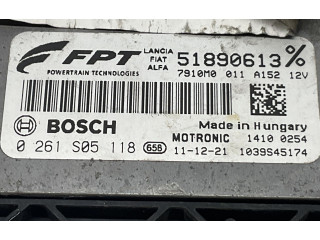 FPT
POWERTRAIN TECHNOLOGIES
LANCIA
FIAT
ALFA
51890613%
7910M0 011 A152 12V
BOSCH
Made in Hungary
MOTRONIC 1410 0254
0 261 S05 118 658 11-12-21 1039S45174